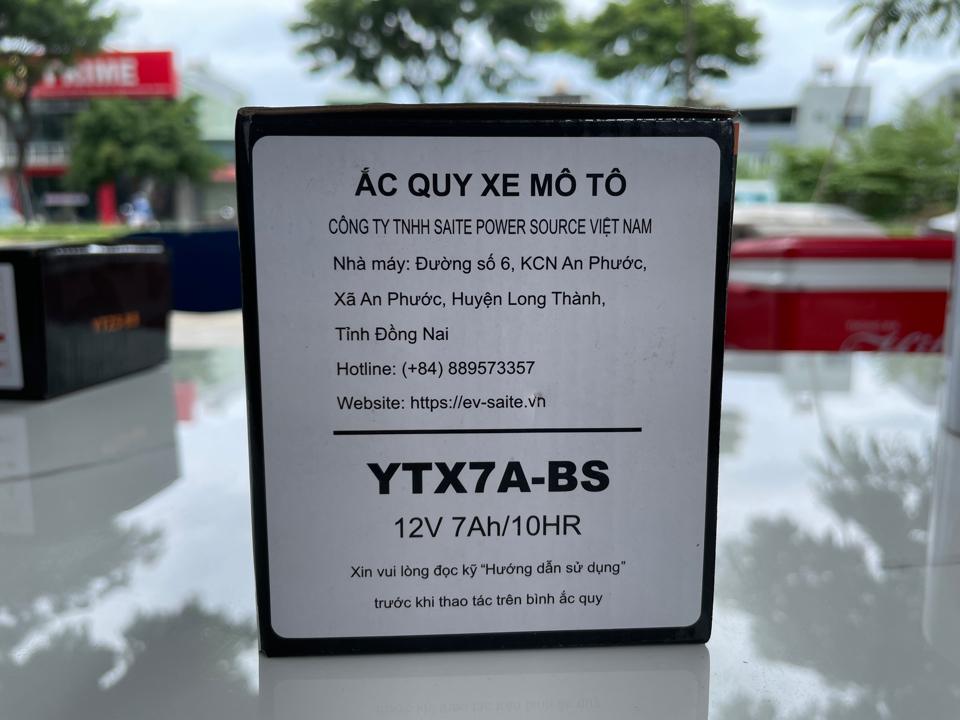 ẮC QUY XE MÔ TÔ
CÔNG TY TNHH SAITE POWER SOURCE VIỆT NAM
Nhà máy: Đường số 6, KCN An Phước,
Xã An Phước, Huyện Long Thành,
Tỉnh Đồng Nai
Hotline: (+84) 889573357
Website: https://ev-saite.vn
YTX7A-BS
12V 7Ah/10HR
Xin vui lòng đọc kỹ “Hướng dẫn sử dụng”
trước khi thao tác trên bình ắc quy